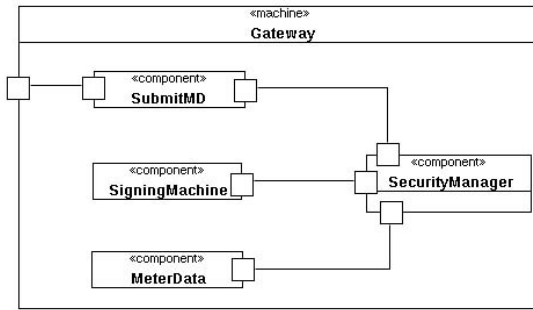 «machine»
Gateway
«component»
SubmitMD
«component»
SecurityManager
«component»
SigningMachine
«component»
MeterData